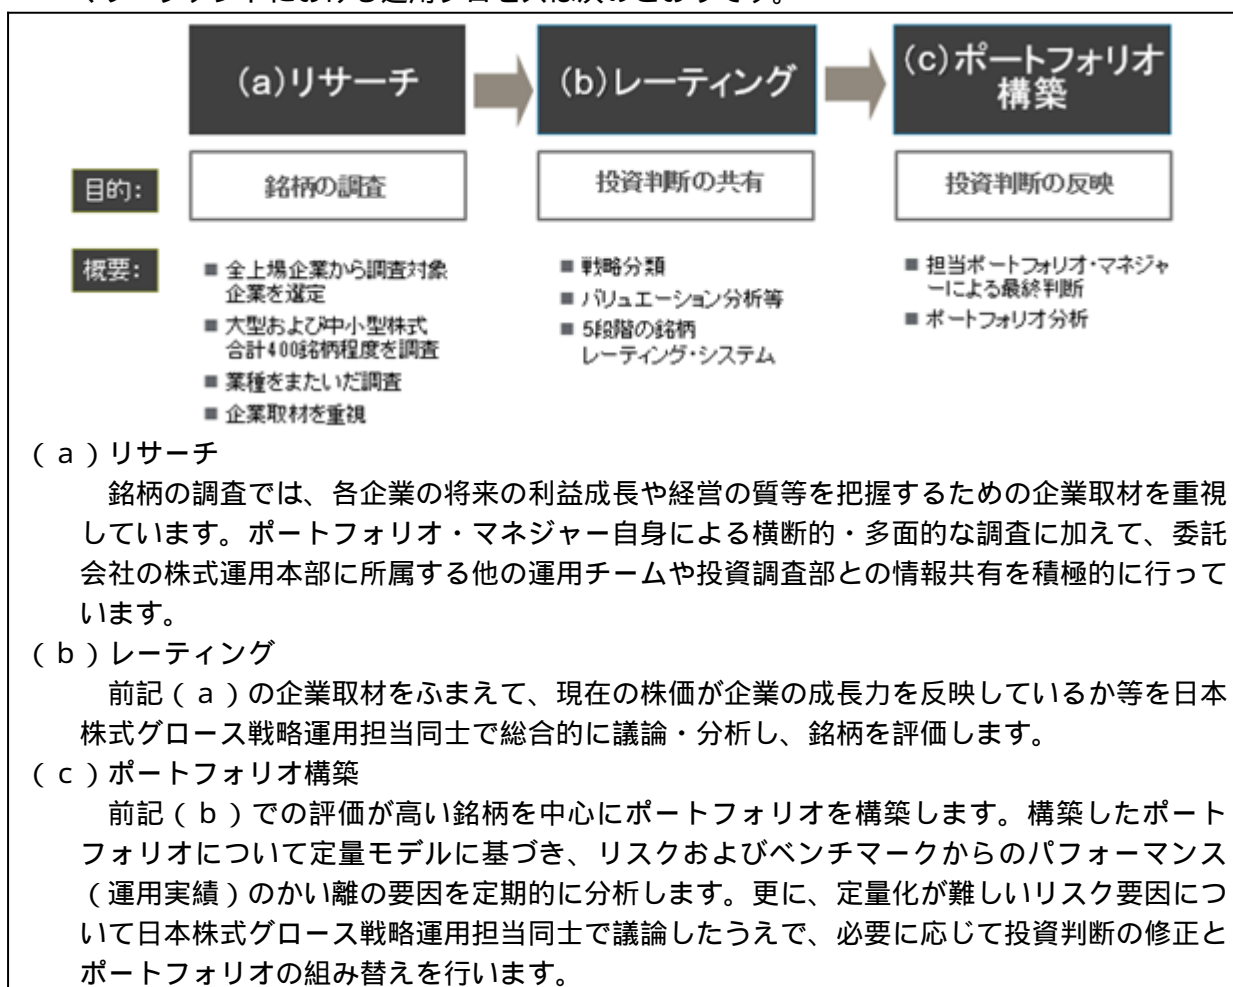 マザーファンドにおける運用プロセスは次のとおりです。
(a)リサーチ
(b)レーティング
(c)ポートフォリオ
構築
目的:
銘柄の調査
投資判断の共有
投資判断の反映
概要:
■ 全上場企業から調査対象
企業を選定
■ 大型および中小型株式
合計400銘柄程度を調査
■ 業種をまたいだ調査
■ 企業取材を重視
■ 戦略分類
■ バリュエーション分析等
■ 5段階の銘柄
レーティング・システム
■ 担当ポートフォリオ・マネジャ
ーによる最終判断
■ ポートフォリオ分析
(a)リサーチ
銘柄の調査では、各企業の将来の利益成長や経営の質等を把握するための企業取材を重視
しています。ポートフォリオ・マネジャー自身による横断的・多面的な調査に加えて、委託
会社の株式運用本部に所属する他の運用チームや投資調査部との情報共有を積極的に行って
います。
(b)レーティング
前記(a)の企業取材をふまえて、現在の株価が企業の成長力を反映しているか等を日本
株式グロース戦略運用担当同士で総合的に議論・分析し、銘柄を評価します。
(c)ポートフォリオ構築
前記(b)での評価が高い銘柄を中心にポートフォリオを構築します。構築したポート
フォリオについて定量モデルに基づき、リスクおよびベンチマークからのパフォーマンス
(運用実績)のかい離の要因を定期的に分析します。更に、定量化が難しいリスク要因につ
いて日本株式グロース戦略運用担当同士で議論したうえで、必要に応じて投資判断の修正と
ポートフォリオの組み替えを行います。